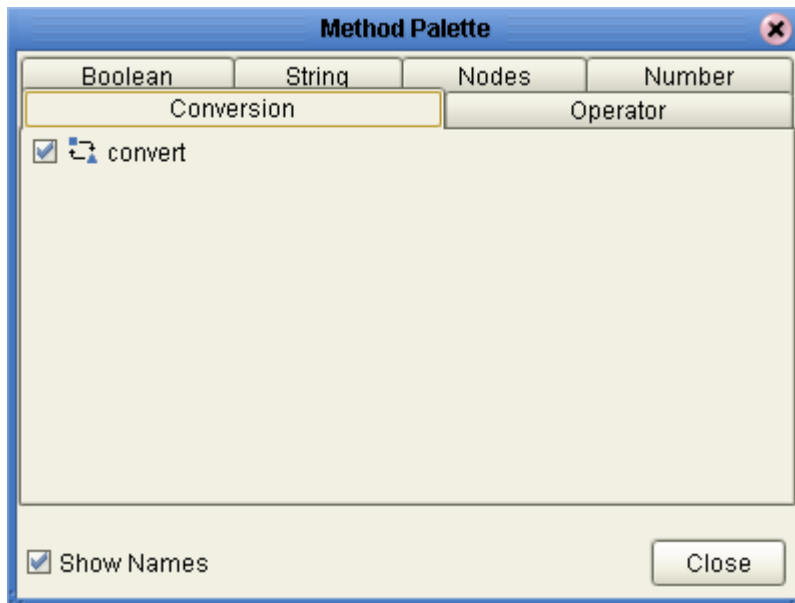 Method Palette
Boolean String Nodes Number
Conversion Operator
convert
Show Names Close